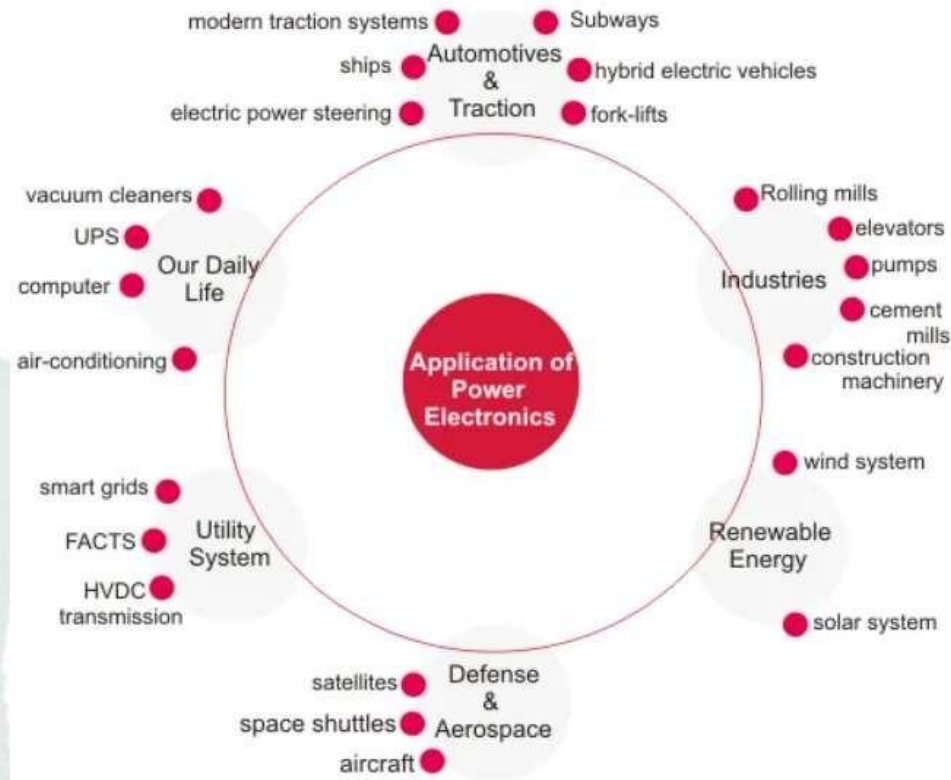 modern traction systems
Subways
ships
Automotives
&
Traction
hybrid electric vehicles
electric power steering
fork-lifts
vacuum cleaners
UPS
Our Daily
Life
computer
air-conditioning
Rolling mills
elevators
Industries
pumps
cement
mills
construction
machinery
Application of
Power
Electronics
smart grids
Utility
System
FACTS
HVDC
transmission
wind system
Renewable
Energy
solar system
satellites
Defense
&
Aerospace
space shuttles
aircraft